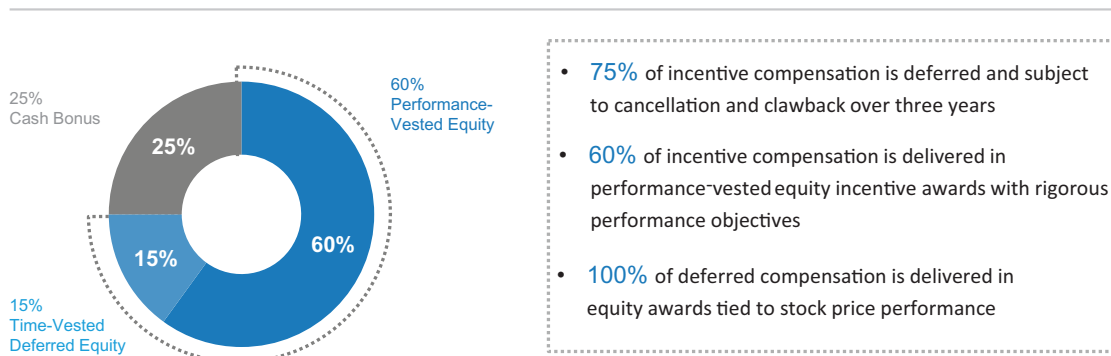 25%
Cash Bonus
60%
Performance-
Vested Equity
25%
60%
15%
15%
Time-Vested
Deferred Equity
• 75% of incentive compensation is deferred and subject
to cancellation and clawback over three years
• 60% of incentive compensation is delivered in
performance-vested equity incentive awards with rigorous
performance objectives
• 100% of deferred compensation is delivered in
equity awards tied to stock price performance